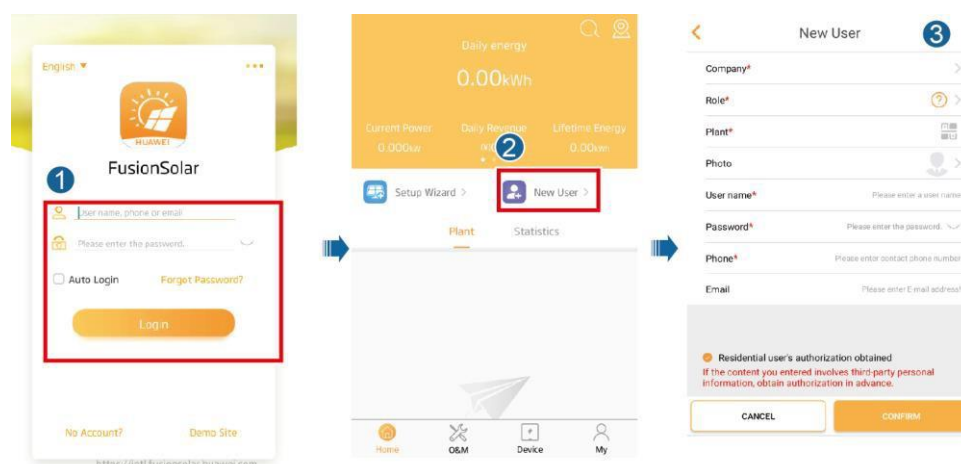 English ▼
HUAWEI
FusionSolar
1
User name, phone or email
Please enter the password.
Auto Login
Forgot Password?
Login
No Account?
Demo Site
2
Daily energy
0.00kWh
Current Power
Daily Revenue
Lifetime Energy
0.000kW
0.00kWh
Setup Wizard >
New User >
Plant
Statistics
Home
O&M
Device
My
3
New User
Company*
Role*
Plant*
Photo
User name*
Please enter a user name
Password*
Please enter the password.
Phone*
Please enter contact phone number
Email
Please enter E-mail address!
Residential user's authorization obtained
If the content you entered involves third-party personal
information, obtain authorization in advance.
CANCEL
CONFIRM